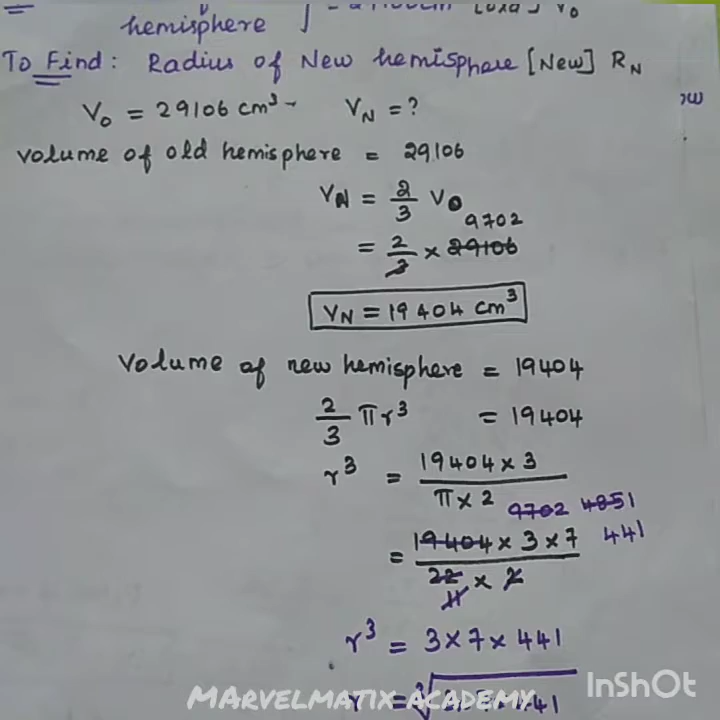 hemisphere
To Find: Radius of New hemisphere [New] R_N
V_o = 29106 cm³ V_N = ?
volume of old hemisphere = 29106
V_N = 2/3 V_o
9702
= 2/3 × 29106
V_N = 19404 cm³
Volume of new hemisphere = 19404
2/3 πr³ = 19404
r³ = 19404 × 3 / π × 2
9702 4851
= 19404 × 3 × 7 / 22 × 2 441
11
r³ = 3 × 7 × 441
MARVELMATIX ACADEMY
InShOt